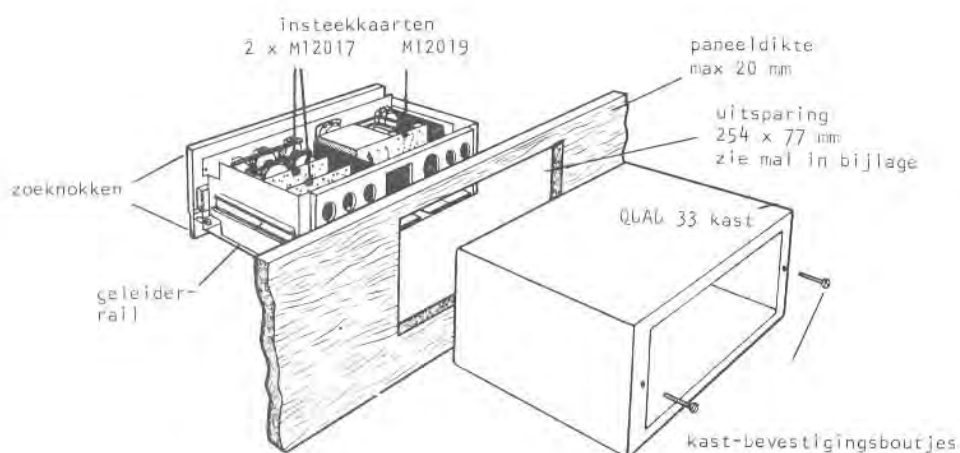 insteekkaarten
2 x M12017 M12019
paneeldikte
max 20 mm
uitsparing
254 x 77 mm
zie mal in bijlage
zoeknokken
QUAD 33 kast
geleider-
rail
kast-bevestigingsboutjes